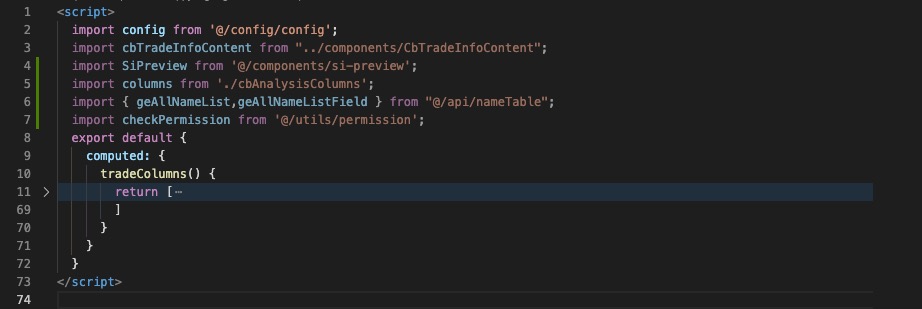 1 <script>
2 import config from '@/config/config';
3 import cbTradeInfoContent from "../components/CbTradeInfoContent";
4 import SiPreview from '@/components/si-preview';
5 import columns from './cbAnalysisColumns';
6 import { geAllNameList,geAllNameListField } from "@/api/nameTable";
7 import checkPermission from '@/utils/permission';
8 export default {
9 computed: {
10 tradeColumns() {
11 return […
69 ]
70 }
71 }
72 }
73 </script>
74